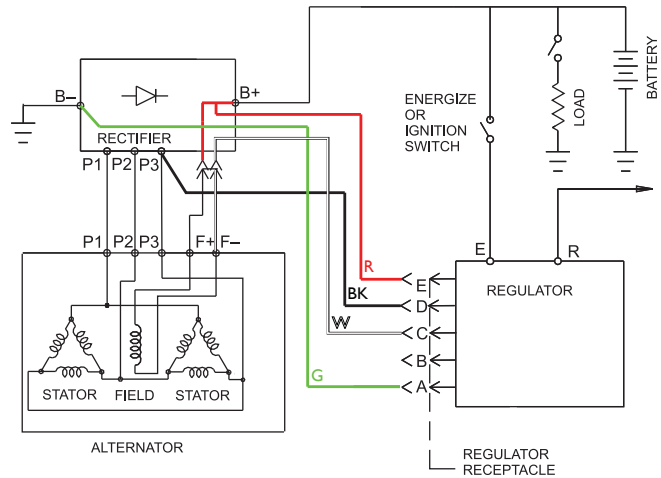 B–
B+
RECTIFIER
P1 P2 P3
P1 P2 P3 F+ F–
STATOR FIELD STATOR
ALTERNATOR
ENERGIZE
OR
IGNITION
SWITCH
LOAD
BATTERY
E R
REGULATOR
R
BK
W
G
E
D
C
B
A
REGULATOR
RECEPTACLE